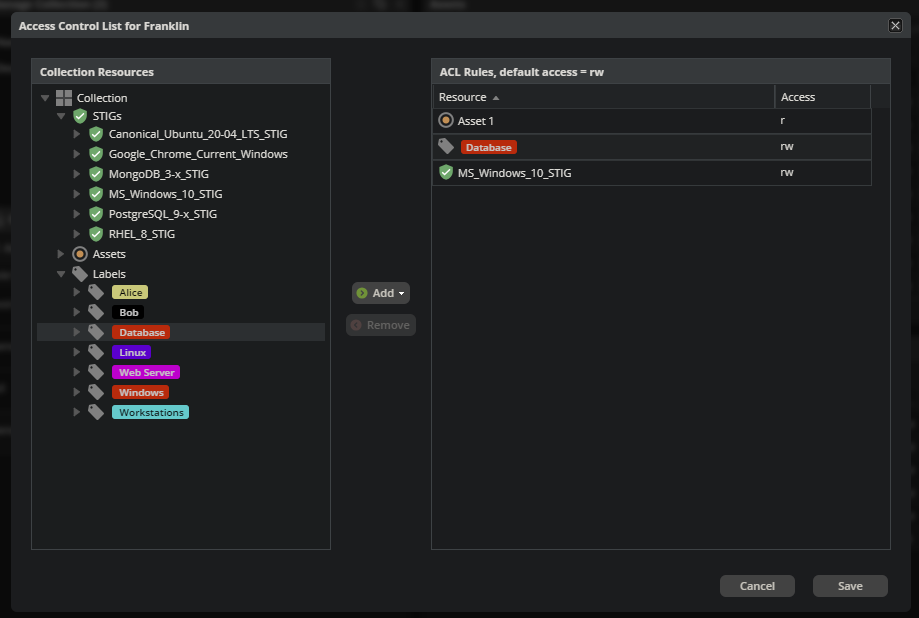 Access Control List for Franklin
Collection Resources
Collection
STIGs
Canonical_Ubuntu_20-04_LTS_STIG
Google_Chrome_Current_Windows
MongoDB_3-x_STIG
MS_Windows_10_STIG
PostgreSQL_9-x_STIG
RHEL_8_STIG
Assets
Labels
Alice
Bob
Database
Linux
Web Server
Windows
Workstations
Add
Remove
ACL Rules, default access = rw
Resource Access
Asset 1 r
Database rw
MS_Windows_10_STIG rw
Cancel Save